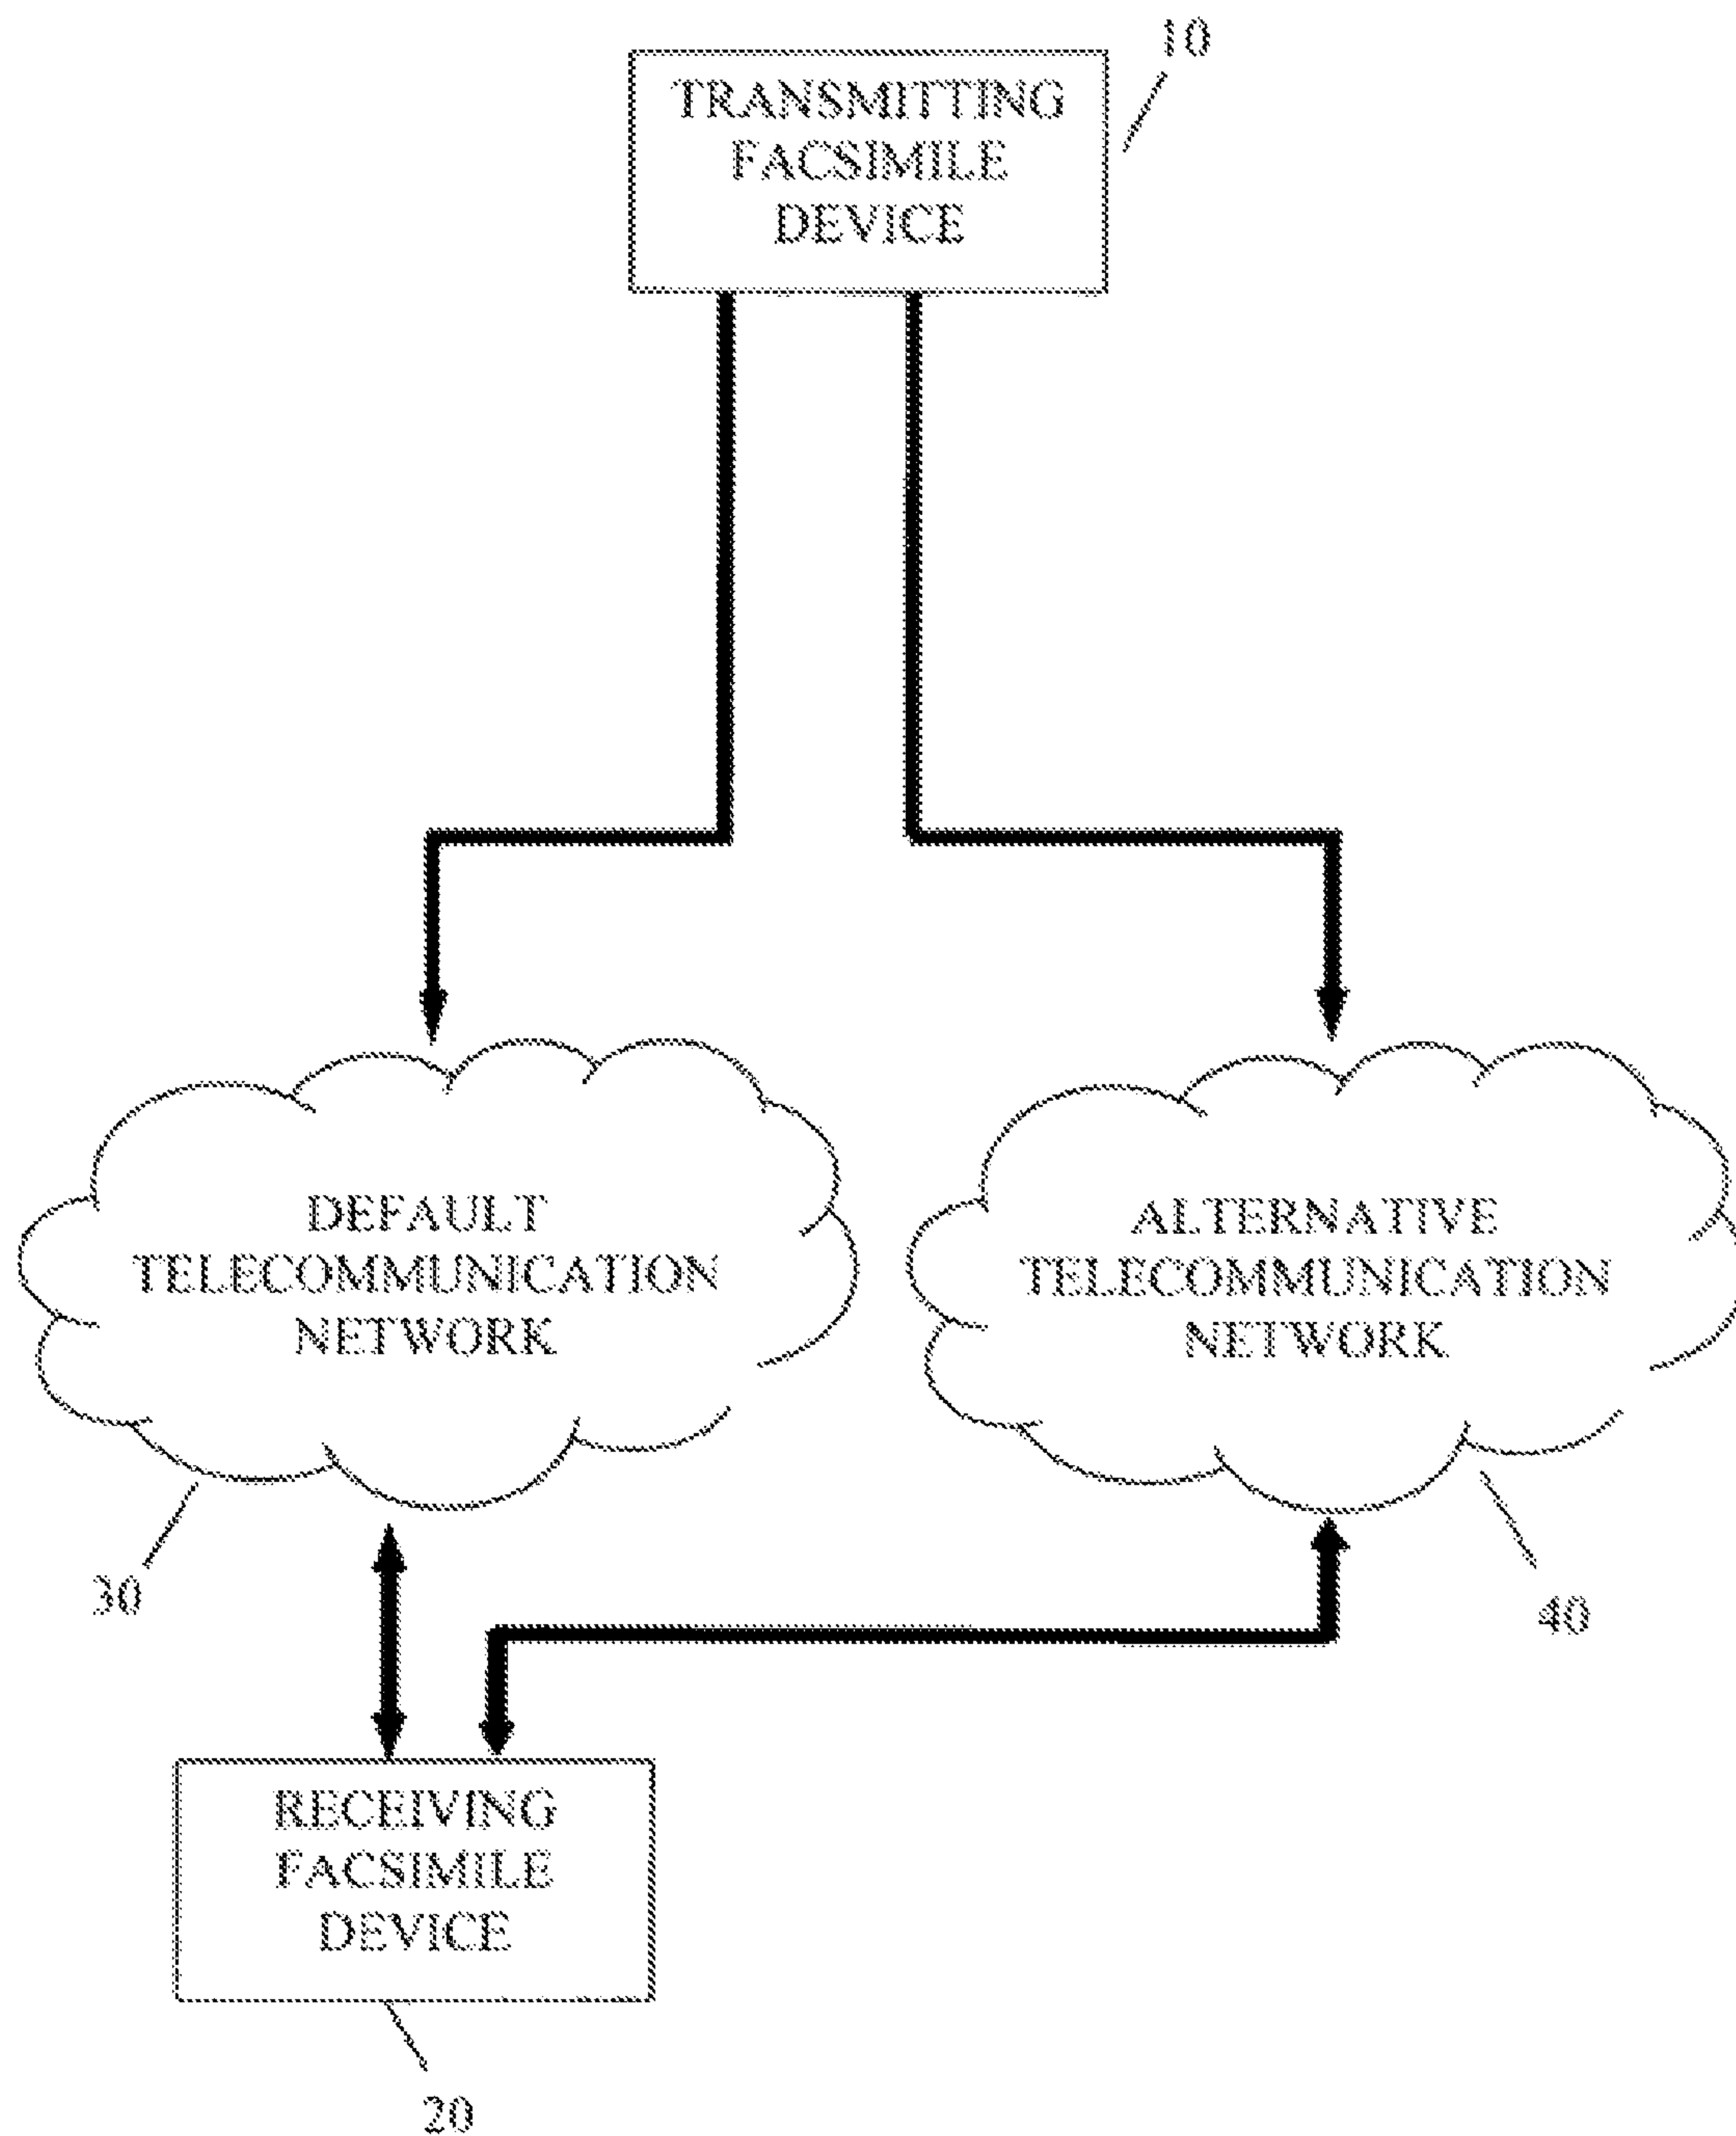 10
TRANSMITTING
FACSIMILE
DEVICE
DEFAULT
TELECOMMUNICATION
NETWORK
ALTERNATIVE
TELECOMMUNICATION
NETWORK
30
40
RECEIVING
FACSIMILE
DEVICE
20